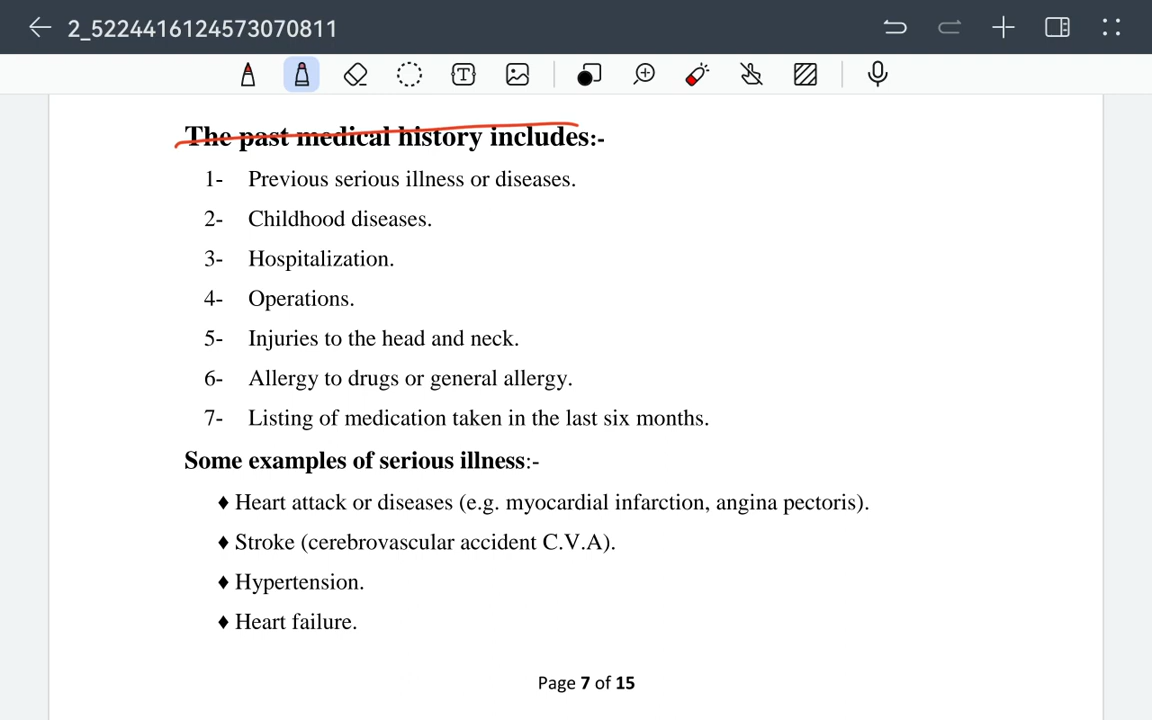 2_5224416124573070811
The past medical history includes:-
1- Previous serious illness or diseases.
2- Childhood diseases.
3- Hospitalization.
4- Operations.
5- Injuries to the head and neck.
6- Allergy to drugs or general allergy.
7- Listing of medication taken in the last six months.
Some examples of serious illness:-
♦ Heart attack or diseases (e.g. myocardial infarction, angina pectoris).
♦ Stroke (cerebrovascular accident C.V.A).
♦ Hypertension.
♦ Heart failure.
Page 7 of 15